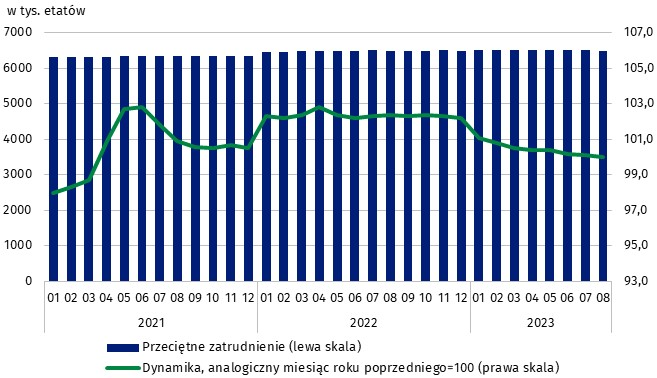 w tys. etatów
7000 107,0
6000 105,0
5000 103,0
4000 101,0
3000 99,0
2000 97,0
1000 95,0
0 93,0
01 02 03 04 05 06 07 08 09 10 11 12 01 02 03 04 05 06 07 08 09 10 11 12 01 02 03 04 05 06 07 08
2021 2022 2023
Przeciętne zatrudnienie (lewa skala)
Dynamika, analogiczny miesiąc roku poprzedniego=100 (prawa skala)